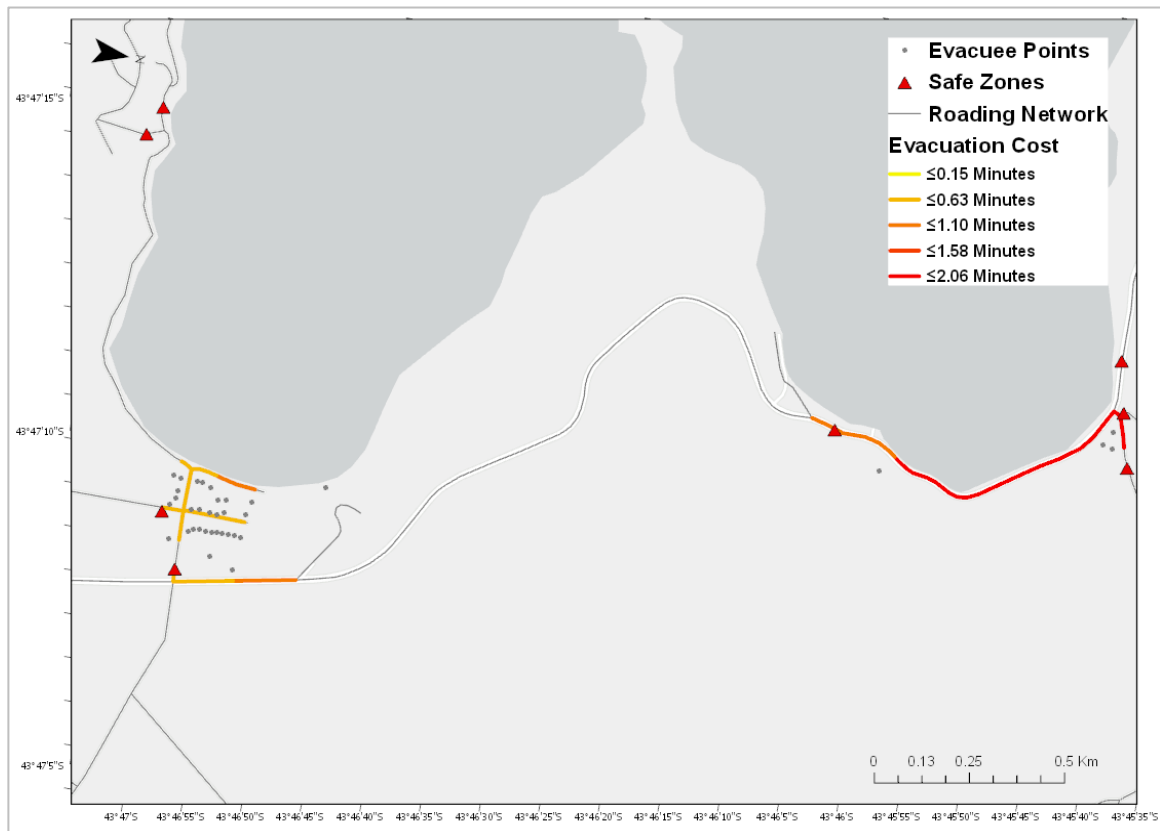 N
Evacuee Points
Safe Zones
Roading Network
Evacuation Cost
≤0.15 Minutes
≤0.63 Minutes
≤1.10 Minutes
≤1.58 Minutes
≤2.06 Minutes
43°47'15"S
43°47'10"S
43°47'5"S
0 0.13 0.25 0.5 Km
43°47'S 43°46'55"S 43°46'50"S 43°46'45"S 43°46'40"S 43°46'35"S 43°46'30"S 43°46'25"S 43°46'20"S 43°46'15"S 43°46'10"S 43°46'5"S 43°46'S 43°45'55"S 43°45'50"S 43°45'45"S 43°45'40"S 43°45'35"S